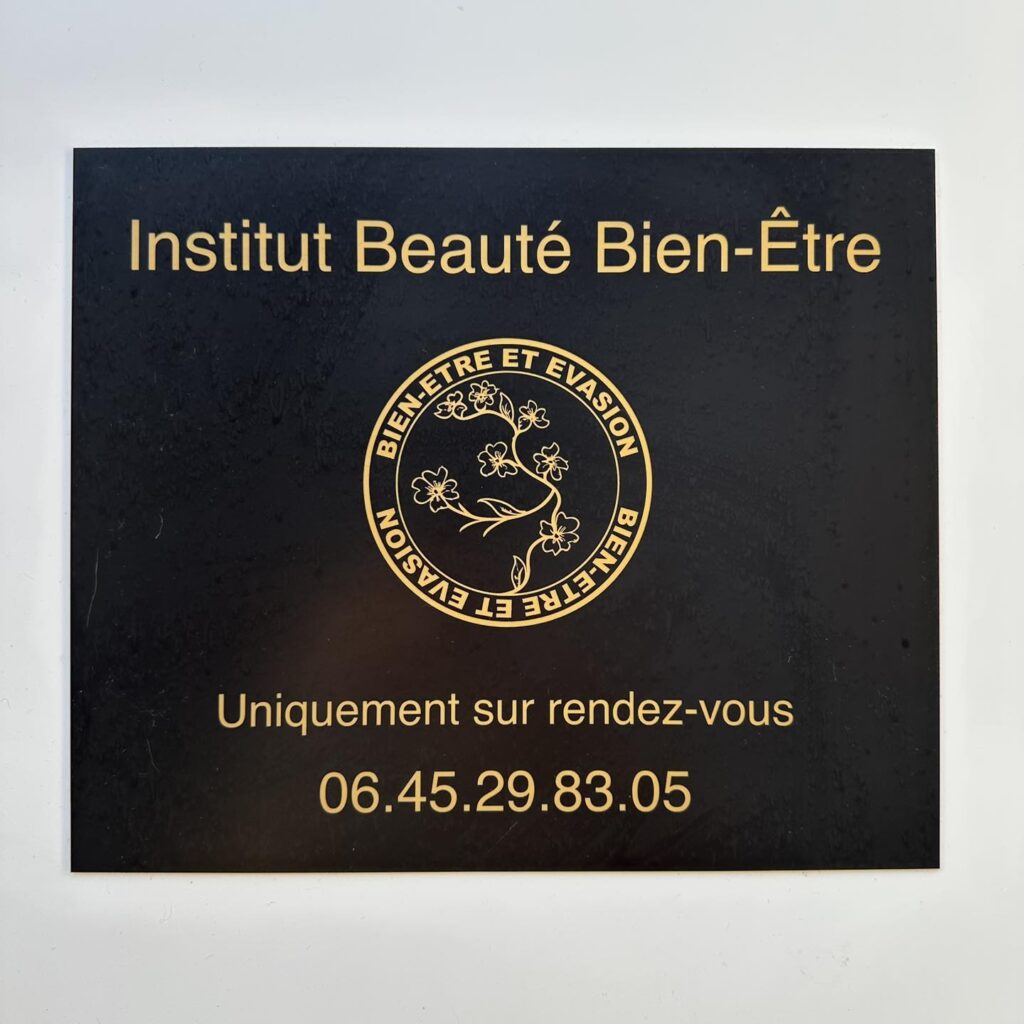 Institut Beauté Bien-Être
BIEN-ETRE ET EVASION
BIEN-ETRE ET EVASION
Uniquement sur rendez-vous
06.45.29.83.05